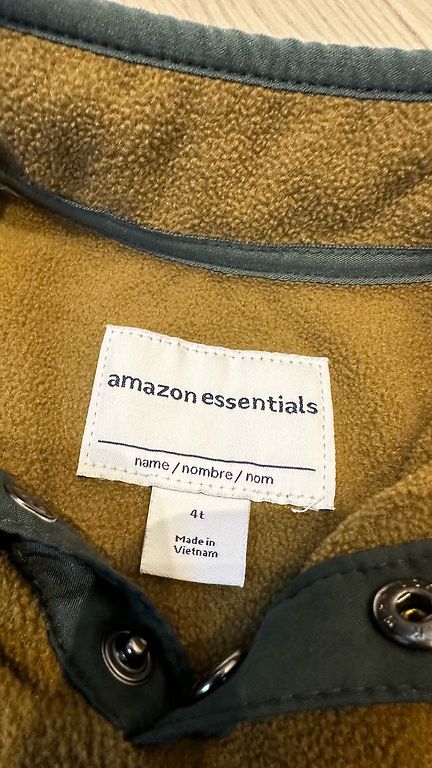 amazon essentials
name / nombre / nom
4t
Made in
Vietnam